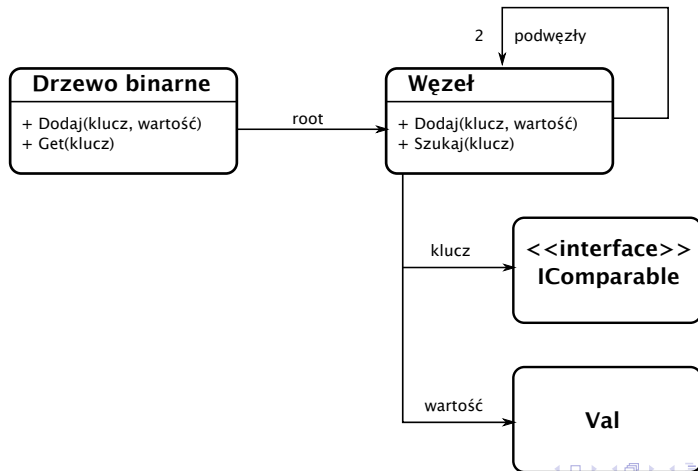 2 podwęzły
Drzewo binarne
+ Dodaj(klucz, wartość)
+ Get(klucz)
root
Węzeł
+ Dodaj(klucz, wartość)
+ Szukaj(klucz)
klucz
<<interface>>
IComparable
wartość
Val